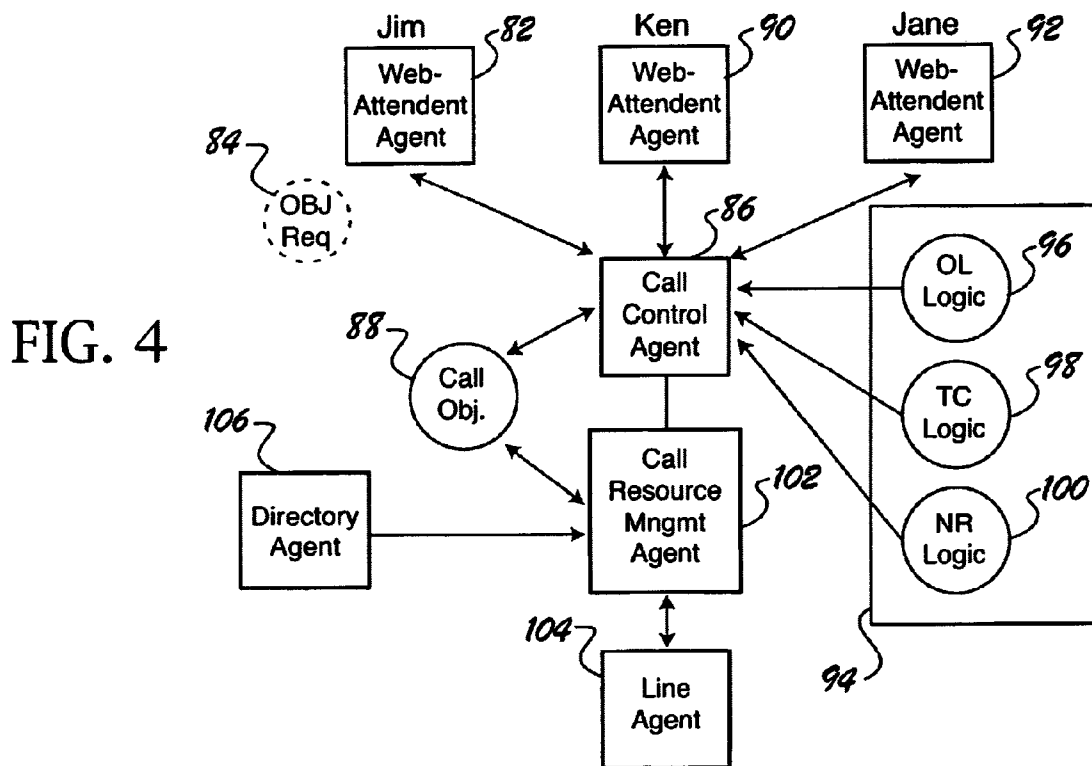 Jim
82
Web-
Attendent
Agent
Ken
90
Web-
Attendent
Agent
Jane
92
Web-
Attendent
Agent
84
OBJ
Req
86
Call
Control
Agent
OL
Logic
96
FIG. 4
88
Call
Obj.
TC
Logic
98
106
Directory
Agent
Call
Resource
Mngmt
Agent
102
NR
Logic
100
104
Line
Agent
94